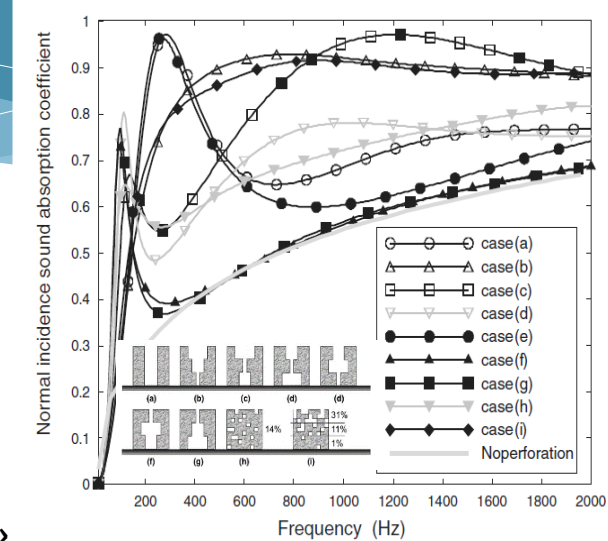 Normal incidence sound absorption coefficient
1
0.9
0.8
0.7
0.6
0.5
0.4
0.3
0.2
0.1
0
case(a)
case(b)
case(c)
case(d)
case(e)
case(f)
case(g)
case(h)
case(i)
Noperforation
(a) (b) (c) (d) (d)
31%
14% 11%
1%
(f) (g) (h) (i)
200 400 600 800 1000 1200 1400 1600 1800 2000
Frequency (Hz)